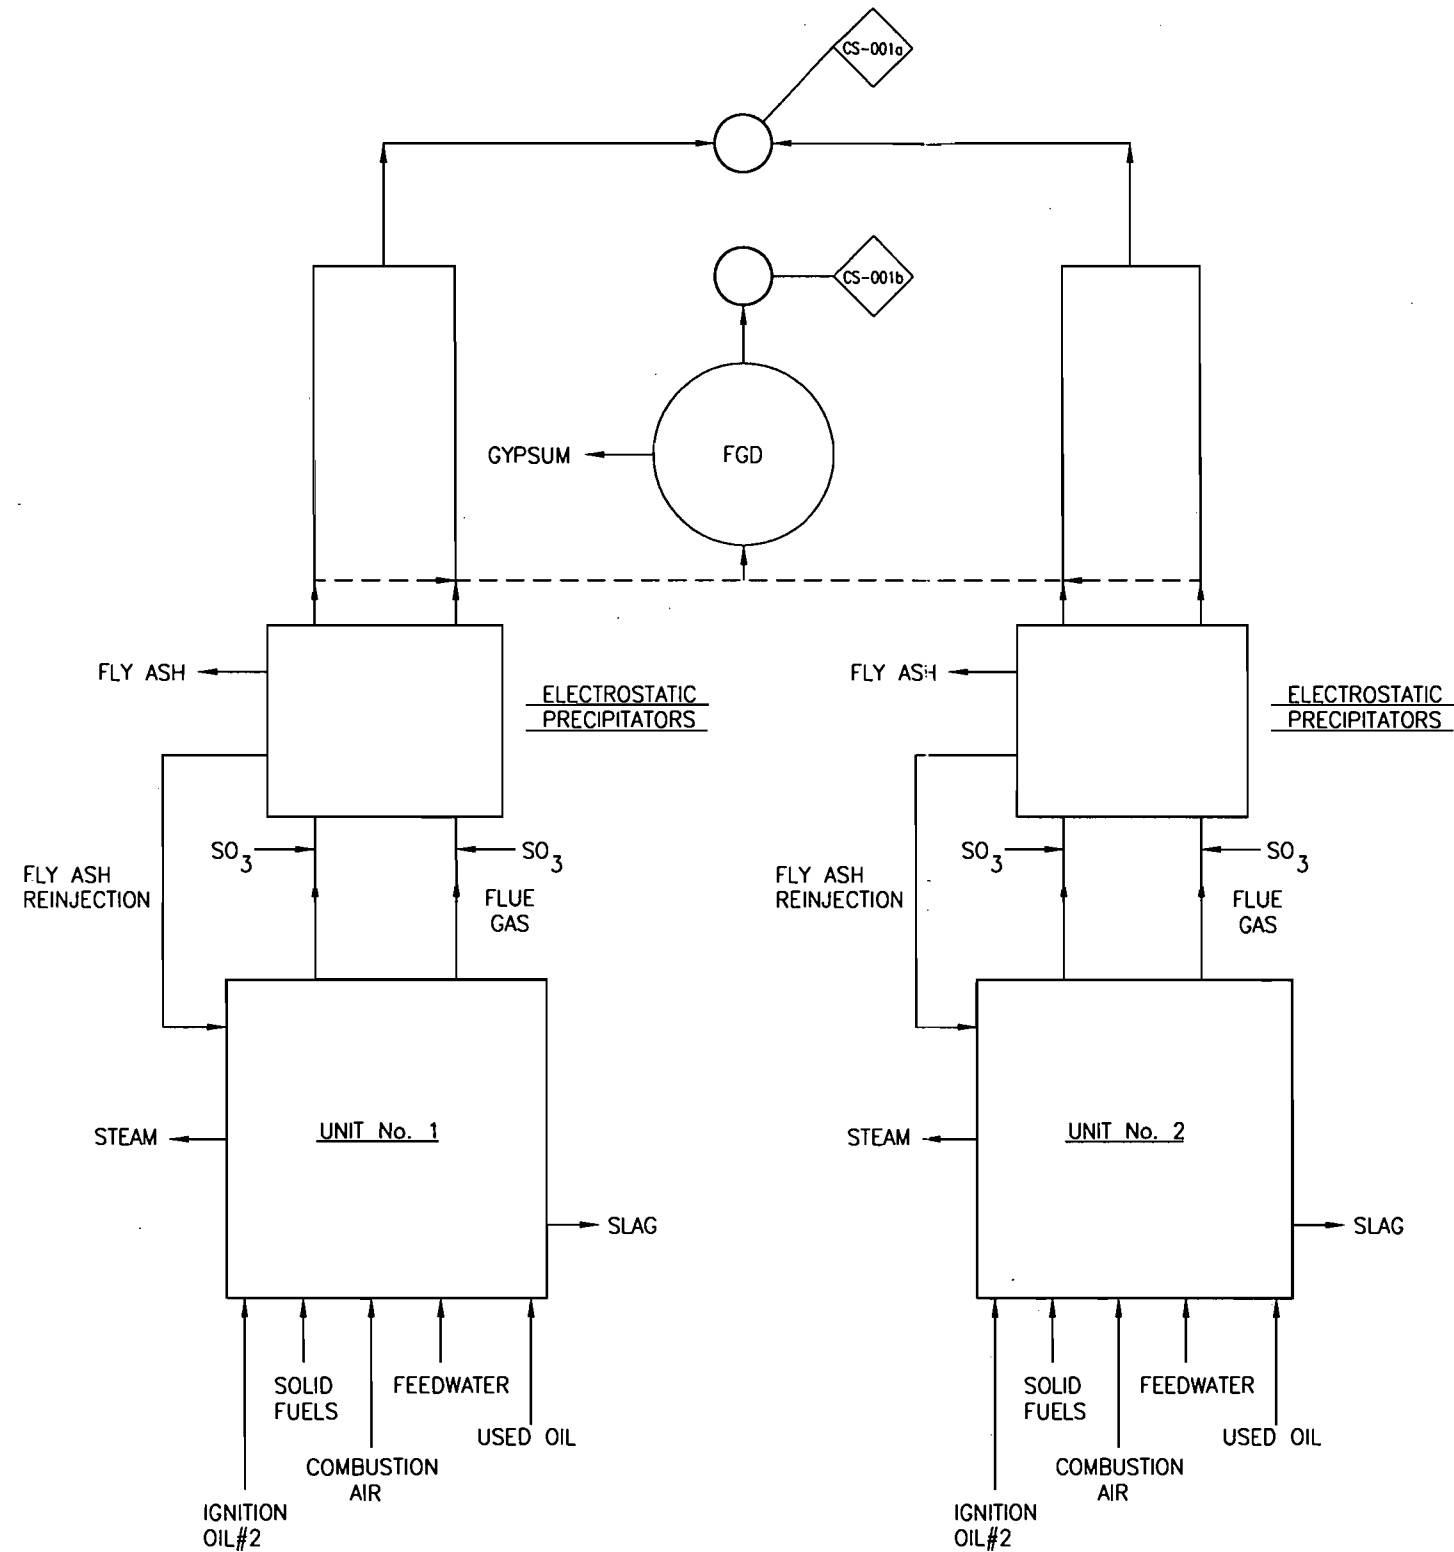 CS-001a
CS-001b
GYPSUM
FGD
FLY ASH
ELECTROSTATIC
PRECIPITATORS
FLY ASH
ELECTROSTATIC
PRECIPITATORS
SO3
SO3
FLY ASH
REINJECTION
FLUE
GAS
SO3
SO3
FLY ASH
REINJECTION
FLUE
GAS
STEAM
UNIT No. 1
SLAG
STEAM
UNIT No. 2
SLAG
SOLID
FUELS
FEEDWATER
USED OIL
COMBUSTION
AIR
IGNITION
OIL#2
SOLID
FUELS
FEEDWATER
USED OIL
COMBUSTION
AIR
IGNITION
OIL#2